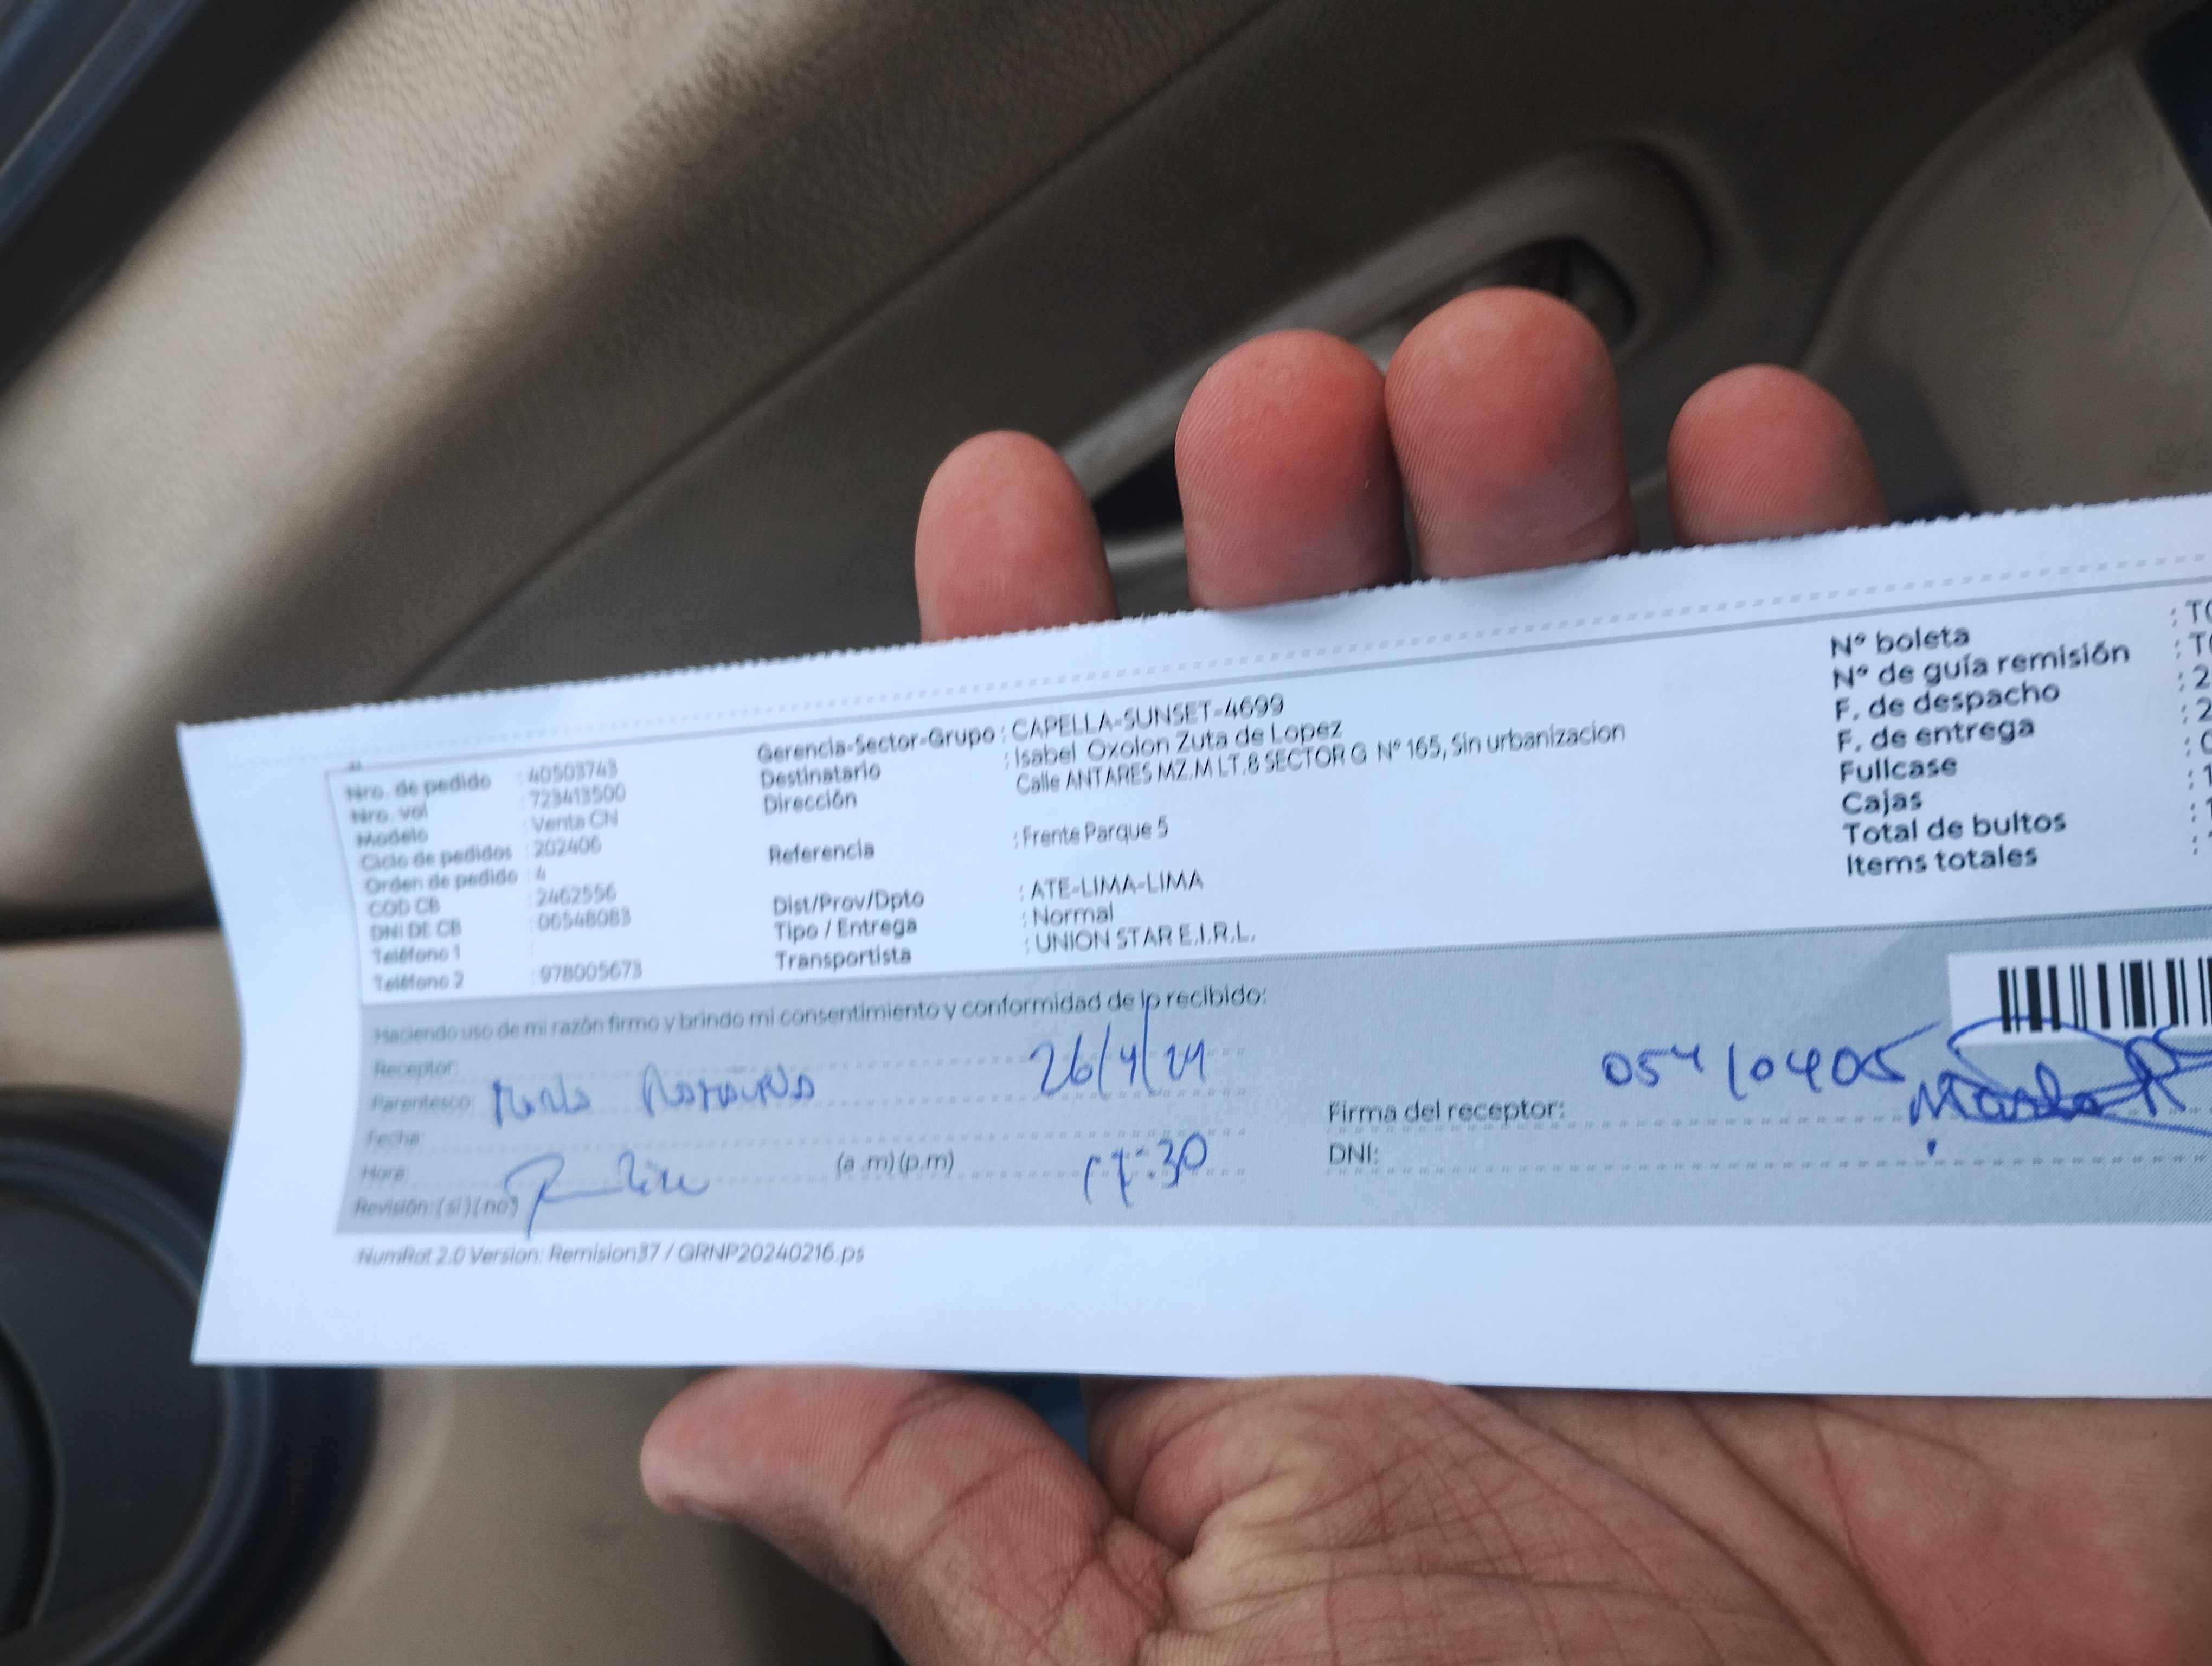 Nro. de pedido : 40503743
Nro. vol 723413500
Modelo : Venta CN
Ciclo de pedidos : 202406
Orden de pedido : 4
COD CB : 2462556
DNI DE CB : 06548083
Teléfono 1 :
Teléfono 2 : 978005673
Gerencia-Sector-Grupo : CAPELLA-SUNSET-4699
Destinatario : Isabel Oxolon Zuta de Lopez
Dirección Calle ANTARES MZ.M LT.8 SECTOR G N° 165, Sin urbanizacion
Referencia : Frente Parque 5
Dist/Prov/Dpto : ATE-LIMA-LIMA
Tipo / Entrega : Normal
Transportista : UNION STAR E.I.R.L.
N° boleta
N° de guía remisión
F. de despacho : 2
F. de entrega : 2
Fullcase
Cajas : 1
Total de bultos
Items totales
Haciendo uso de mi razón firmo y brindo mi consentimiento y conformidad de lo recibido:
Receptor:
Parentesco: 26/4/24
Fecha:
Hora: (a .m) (p.m) 17:30
Revisión: (si) (no)
05410405
Firma del receptor:
DNI:
NumRot 2.0 Version: Remision37 / GRNP20240216.ps